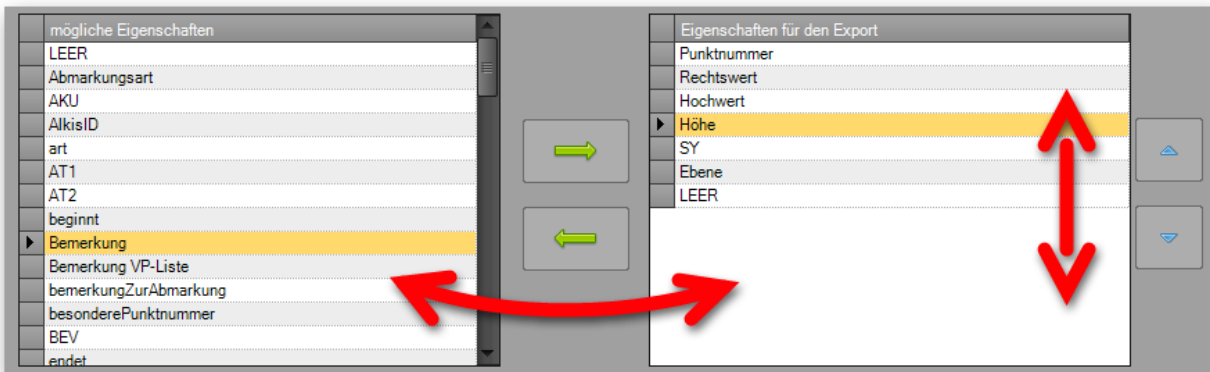 mögliche Eigenschaften
LEER
Abmarkungsart
AKU
AlkisID
art
AT1
AT2
beginnt
Bemerkung
Bemerkung VP-Liste
bemerkungZurAbmarkung
besonderePunktnummer
BEV
endet
Eigenschaften für den Export
Punktnummer
Rechtswert
Hochwert
Höhe
SY
Ebene
LEER